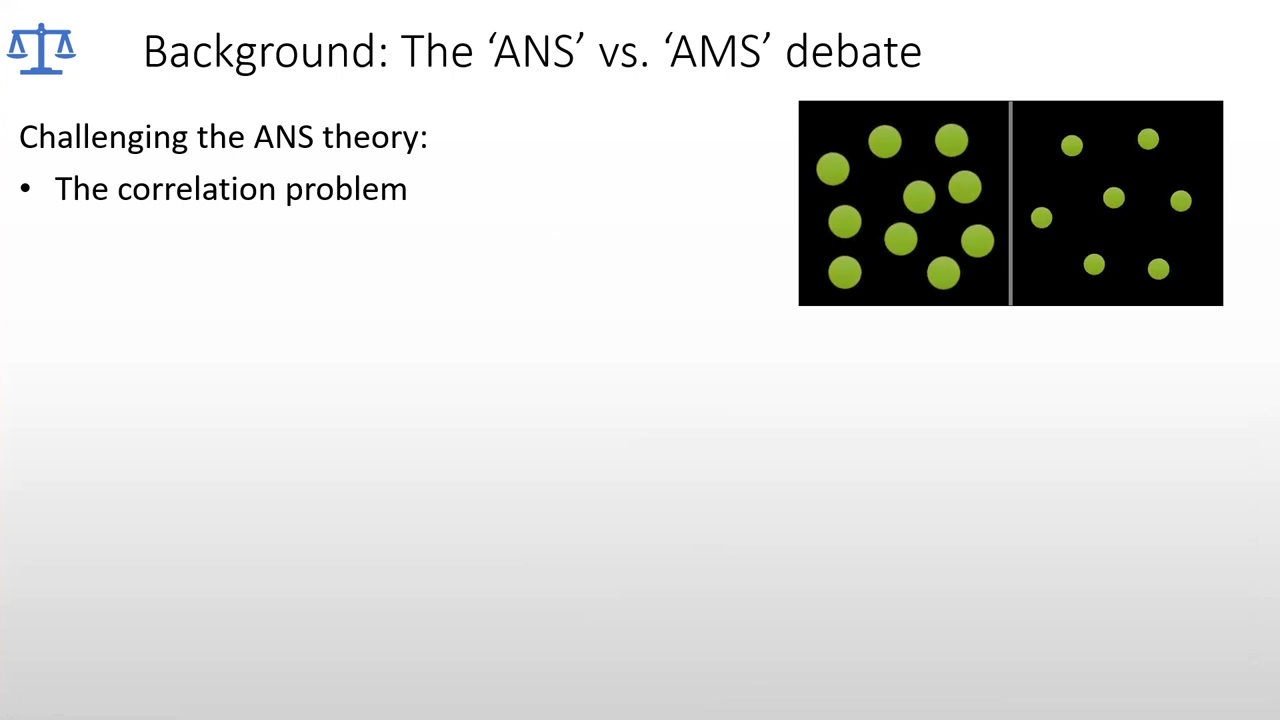 Background: The ‘ANS’ vs. ‘AMS’ debate
Challenging the ANS theory:
• The correlation problem